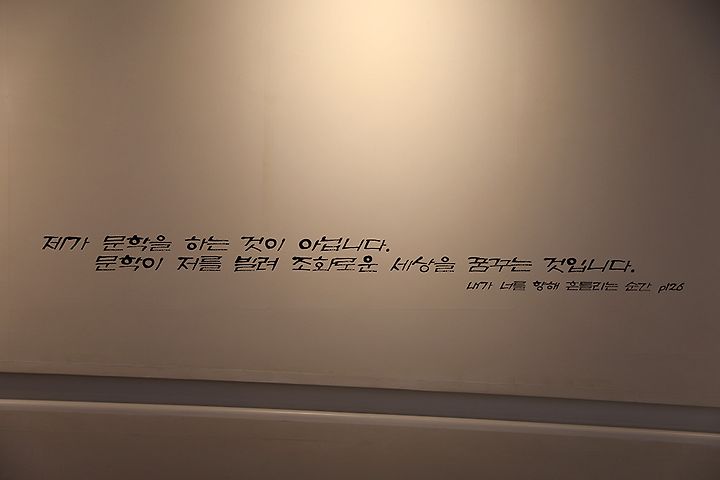 제가 문학을 하는 것이 아닙니다.
문학이 저를 빌려 조화로운 세상을 꿈꾸는 것입니다.
내가 너를 향해 흔들리는 순간 p126